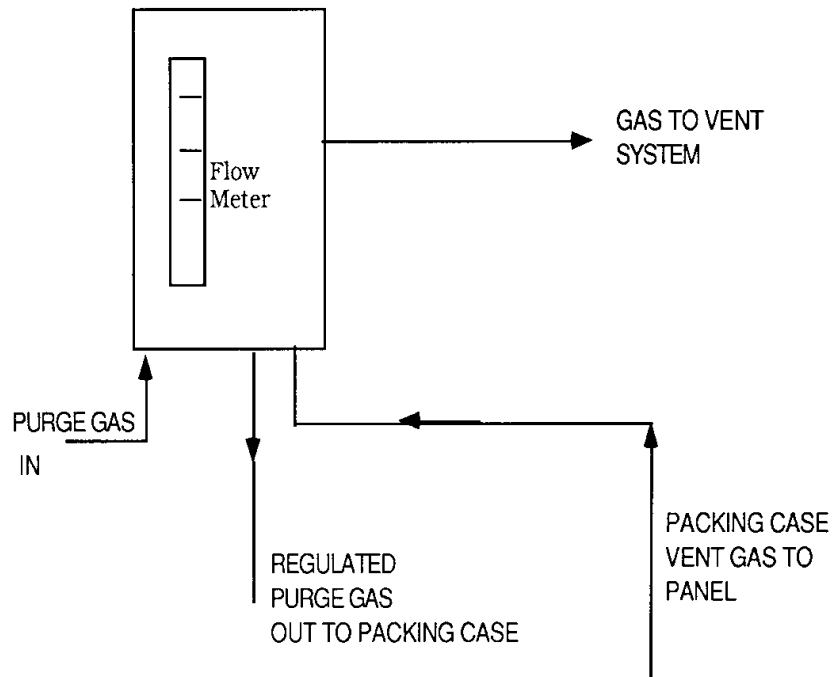 GAS TO VENT
SYSTEM
Flow
Meter
PURGE GAS
IN
REGULATED
PURGE GAS
OUT TO PACKING CASE
PACKING CASE
VENT GAS TO
PANEL